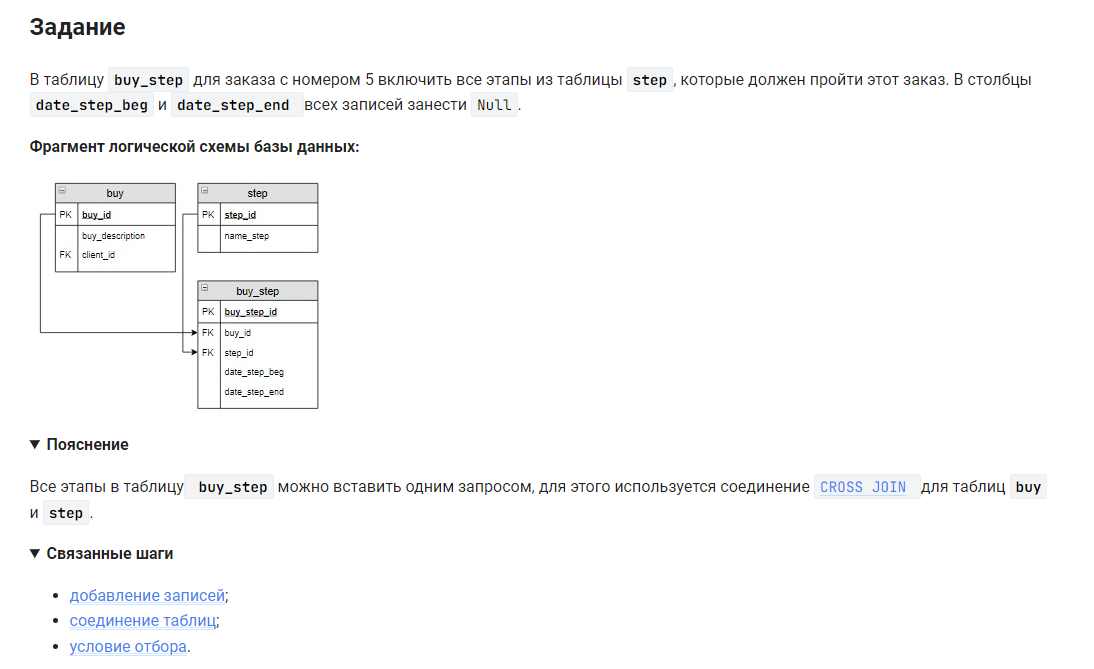 Задание
В таблицу buy_step для заказа с номером 5 включить все этапы из таблицы step, которые должен пройти этот заказ. В столбцы
date_step_beg и date_step_end всех записей занести Null.
Фрагмент логической схемы базы данных:
buy
PK buy_id
buy_description
FK client_id
step
PK step_id
name_step
buy_step
PK buy_step_id
FK buy_id
FK step_id
date_step_beg
date_step_end
Пояснение
Все этапы в таблицу buy_step можно вставить одним запросом, для этого используется соединение CROSS JOIN для таблиц buy
и step.
Связанные шаги
добавление записей;
соединение таблиц;
условие отбора.